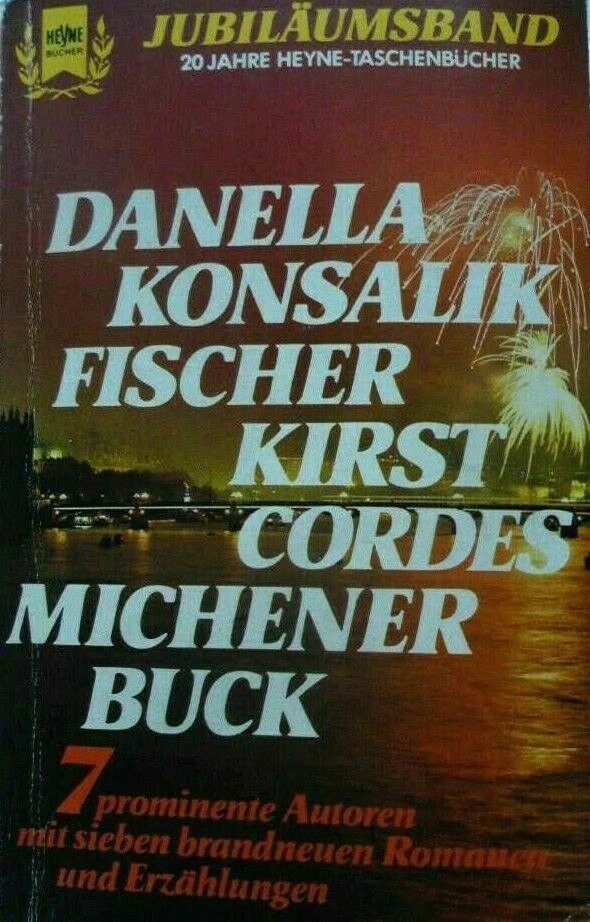 HEYNE
BÜCHER
JUBILÄUMSBAND
20 JAHRE HEYNE-TASCHENBÜCHER
DANELLA
KONSALIK
FISCHER
KIRST
CORDES
MICHENER
BUCK
7 prominente Autoren
mit sieben brandneuen Romanen
und Erzählungen